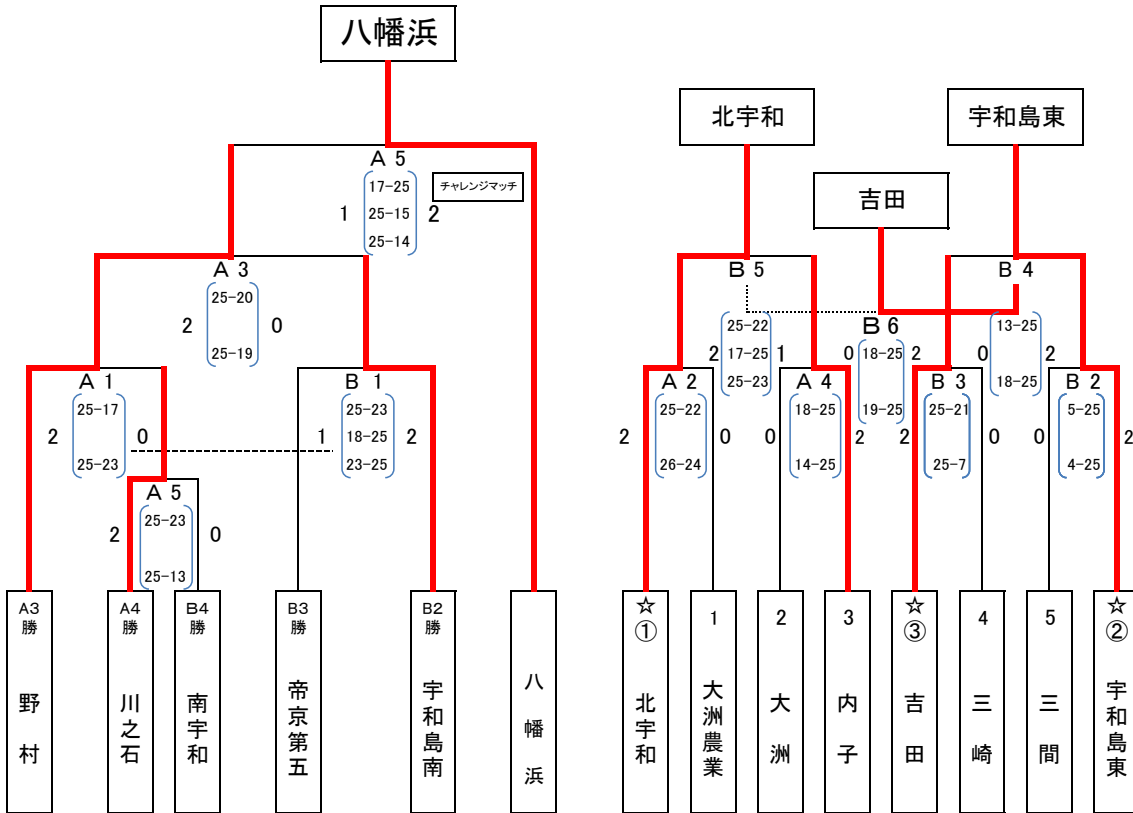 八幡浜
北宇和
宇和島東
吉田
A 5
チャレンジマッチ
17-25
1 25-15 2
25-14
A 3
25-20
2 0
25-19
B 5
B 4
25-22
2 17-25 1
25-23
B 6
0 18-25 2
19-25
13-25
0 2
18-25
A 1
25-17
2 0
25-23
B 1
25-23
1 18-25 2
23-25
A 2
25-22
2 0
26-24
A 4
18-25
0 2
14-25
B 3
25-21
2 0
25-7
B 2
5-25
0 2
4-25
A 5
25-23
2 0
25-13
A3
勝
野村
A4
勝
川之石
B4
勝
南宇和
B3
勝
帝京第五
B2
勝
宇和島南
八幡浜
☆
①
北宇和
1
大洲農業
2
大洲
3
内子
☆
③
吉田
4
三崎
5
三間
☆
②
宇和島東